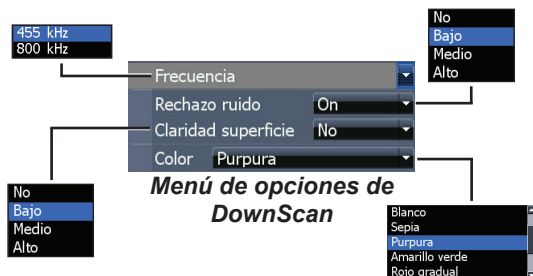 455 kHz
800 kHz
No
Bajo
Medio
Alto
Frecuencia
Rechazo ruido On
Claridad superficie No
Color Purpura
Menú de opciones de
DownScan
No
Bajo
Medio
Alto
Blanco
Sepia
Purpura
Amarillo verde
Rojo gradual